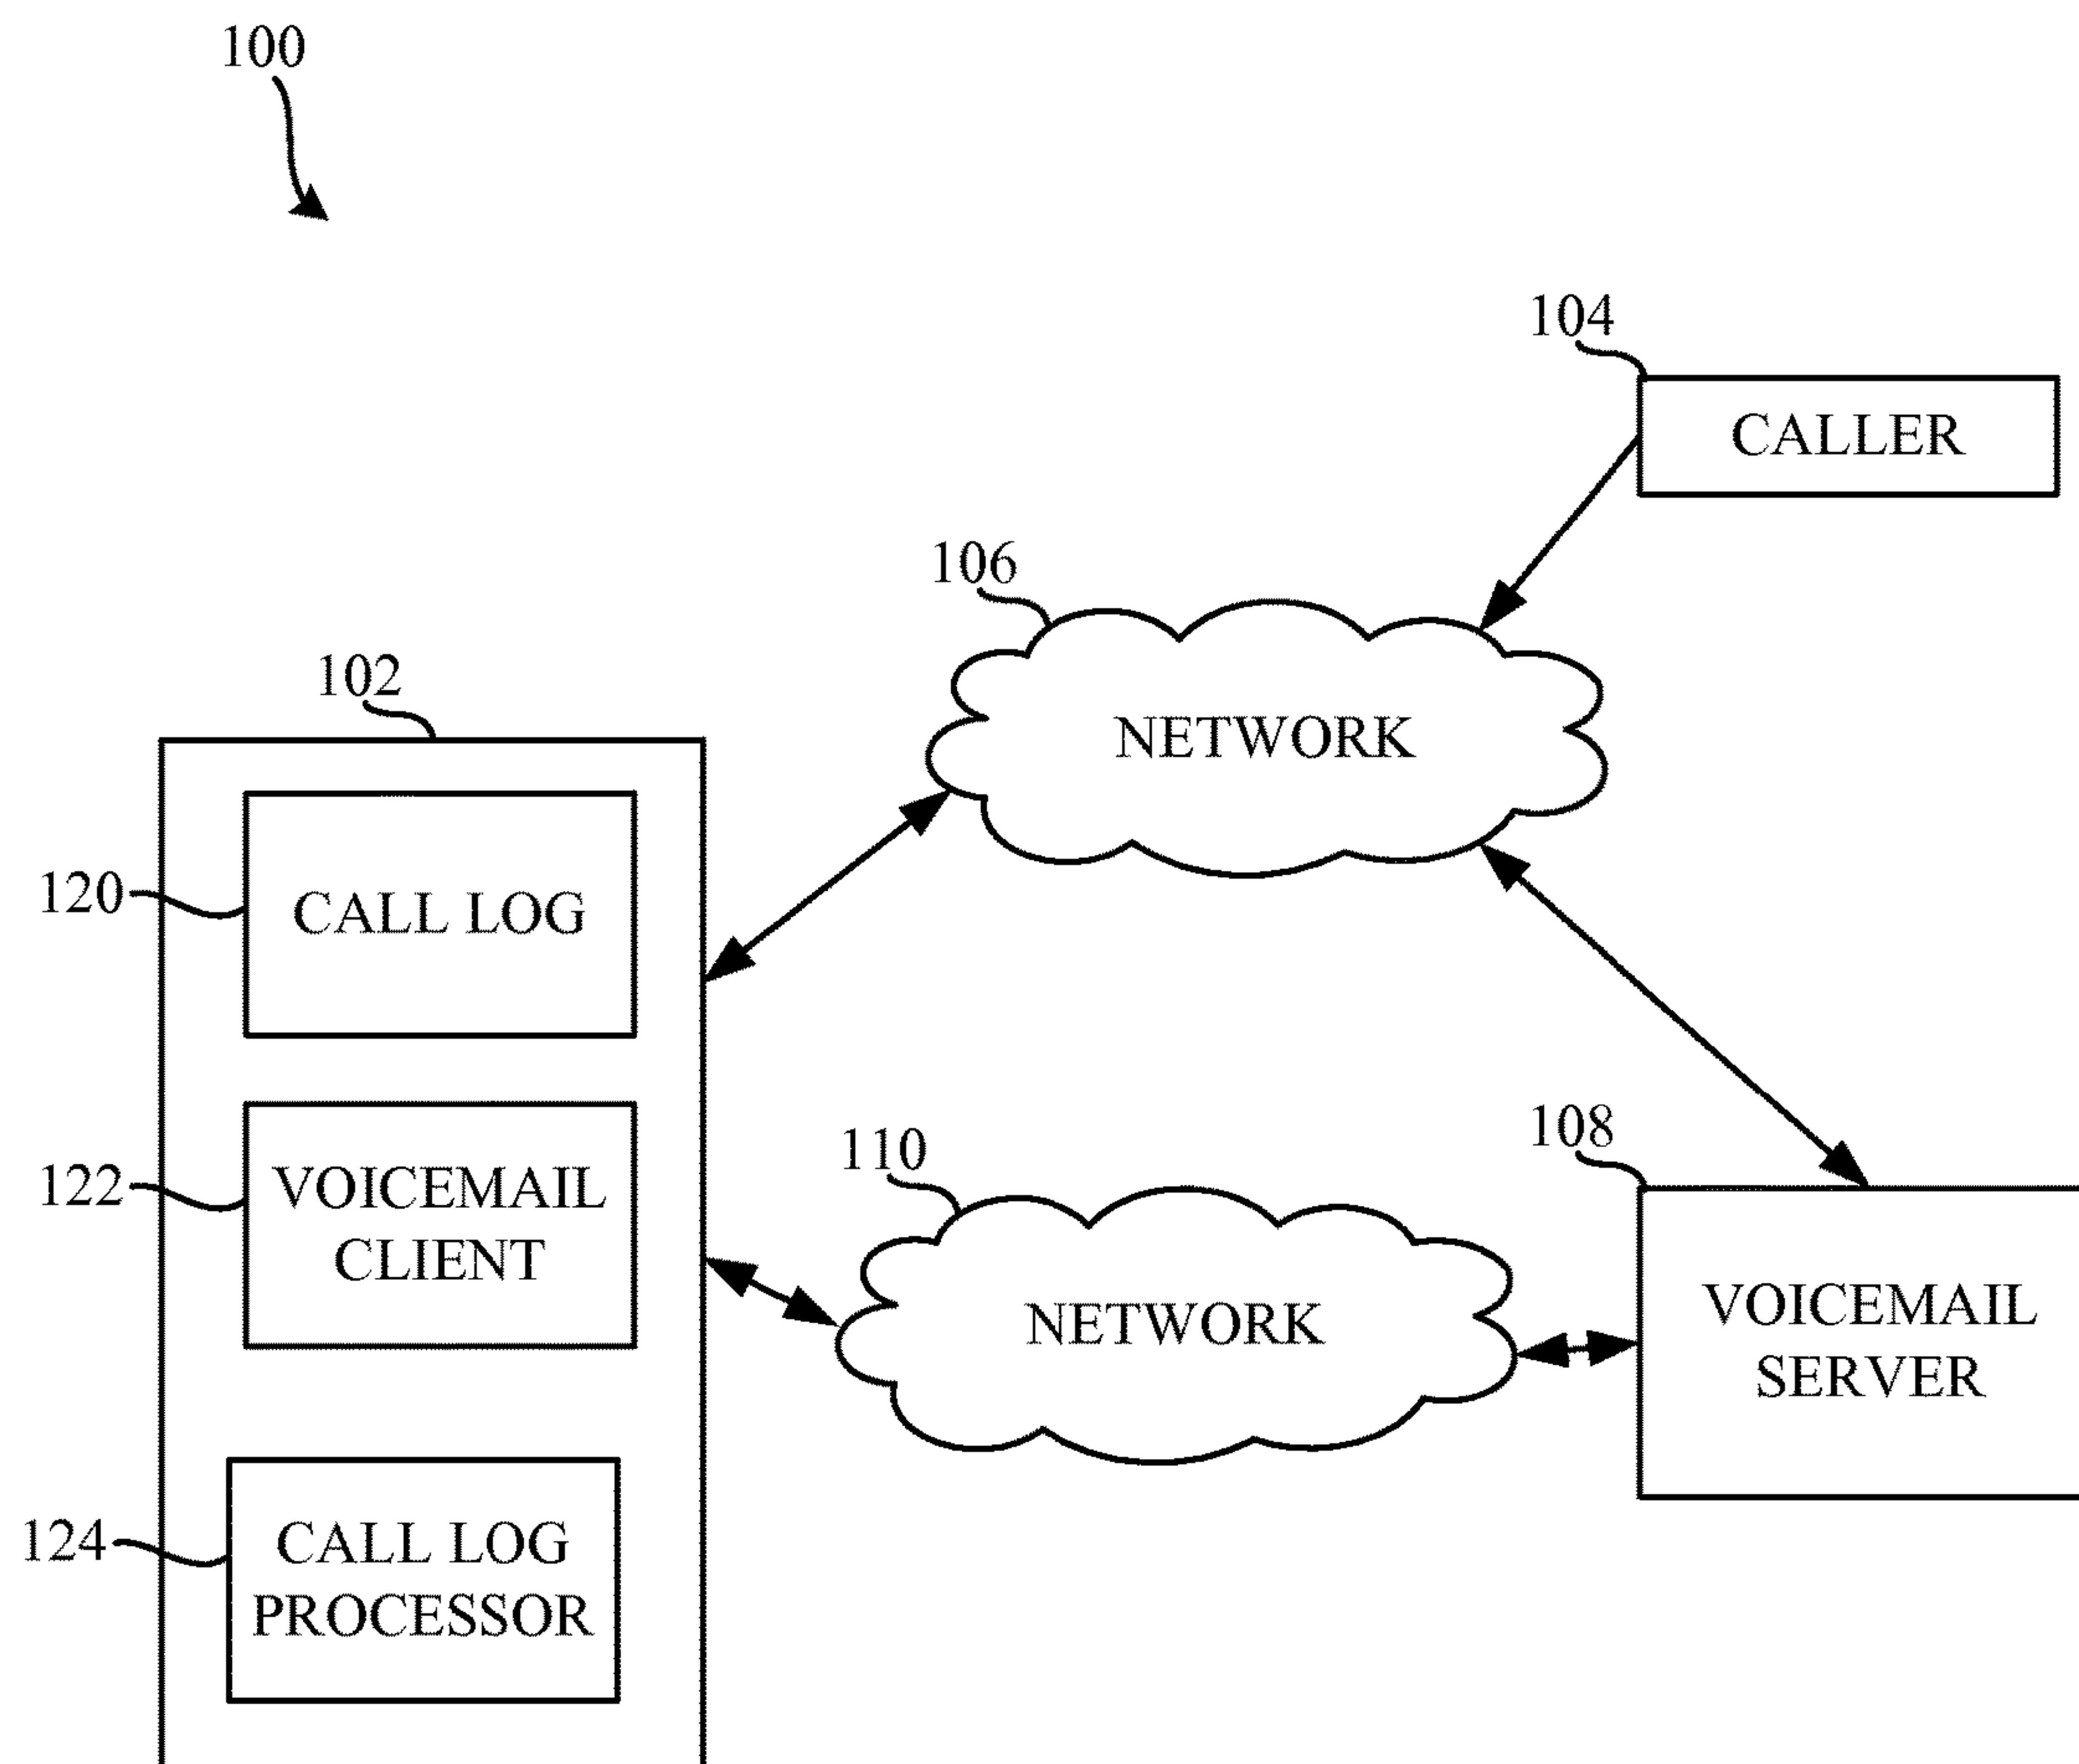 100
104
CALLER
106
NETWORK
102
120
CALL LOG
110
108
122
VOICEMAIL
CLIENT
NETWORK
VOICEMAIL
SERVER
124
CALL LOG
PROCESSOR